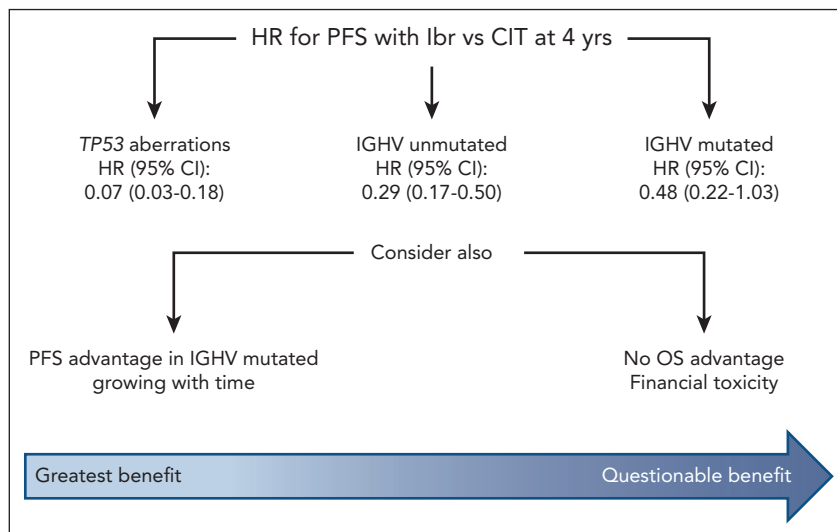 HR for PFS with Ibr vs CIT at 4 yrs
TP53 aberrations
HR (95% CI):
0.07 (0.03-0.18)
IGHV unmutated
HR (95% CI):
0.29 (0.17-0.50)
IGHV mutated
HR (95% CI):
0.48 (0.22-1.03)
Consider also
PFS advantage in IGHV mutated
growing with time
No OS advantage
Financial toxicity
Greatest benefit
Questionable benefit